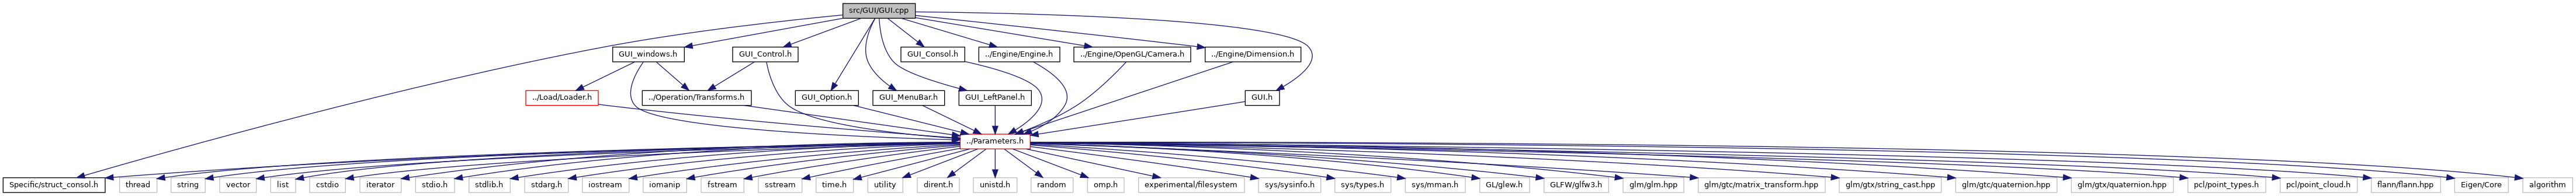 src/GUI/GUI.cpp
GUI_windows.h
GUI_Control.h
GUI_Consol.h
../Engine/Engine.h
../Engine/OpenGL/Camera.h
../Engine/Dimension.h
../Load/Loader.h
../Operation/Transforms.h
GUI_Option.h
GUI_MenuBar.h
GUI_LeftPanel.h
GUI.h
../Parameters.h
Specific/struct_consol.h
thread
string
vector
list
cstdio
iterator
stdio.h
stdlib.h
stdarg.h
iostream
iomanip
fstream
sstream
time.h
utility
dirent.h
unistd.h
random
omp.h
experimental/filesystem
sys/sysinfo.h
sys/types.h
sys/mman.h
GL/glew.h
GLFW/glfw3.h
glm/glm.hpp
glm/gtc/matrix_transform.hpp
glm/gtx/string_cast.hpp
glm/gtc/quaternion.hpp
glm/gtx/quaternion.hpp
pcl/point_types.h
pcl/point_cloud.h
flann/flann.hpp
Eigen/Core
algorithm